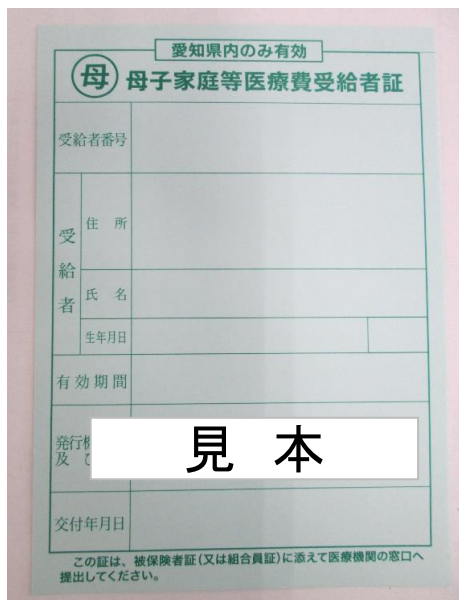 愛知県内のみ有効
母 母子家庭等医療費受給者証
受給者番号
受給者
住所
氏名
生年月日
有効期間
発行機
及び
見本
交付年月日
この証は、被保険者証(又は組合員証)に添えて医療機関の窓口へ
提出してください。